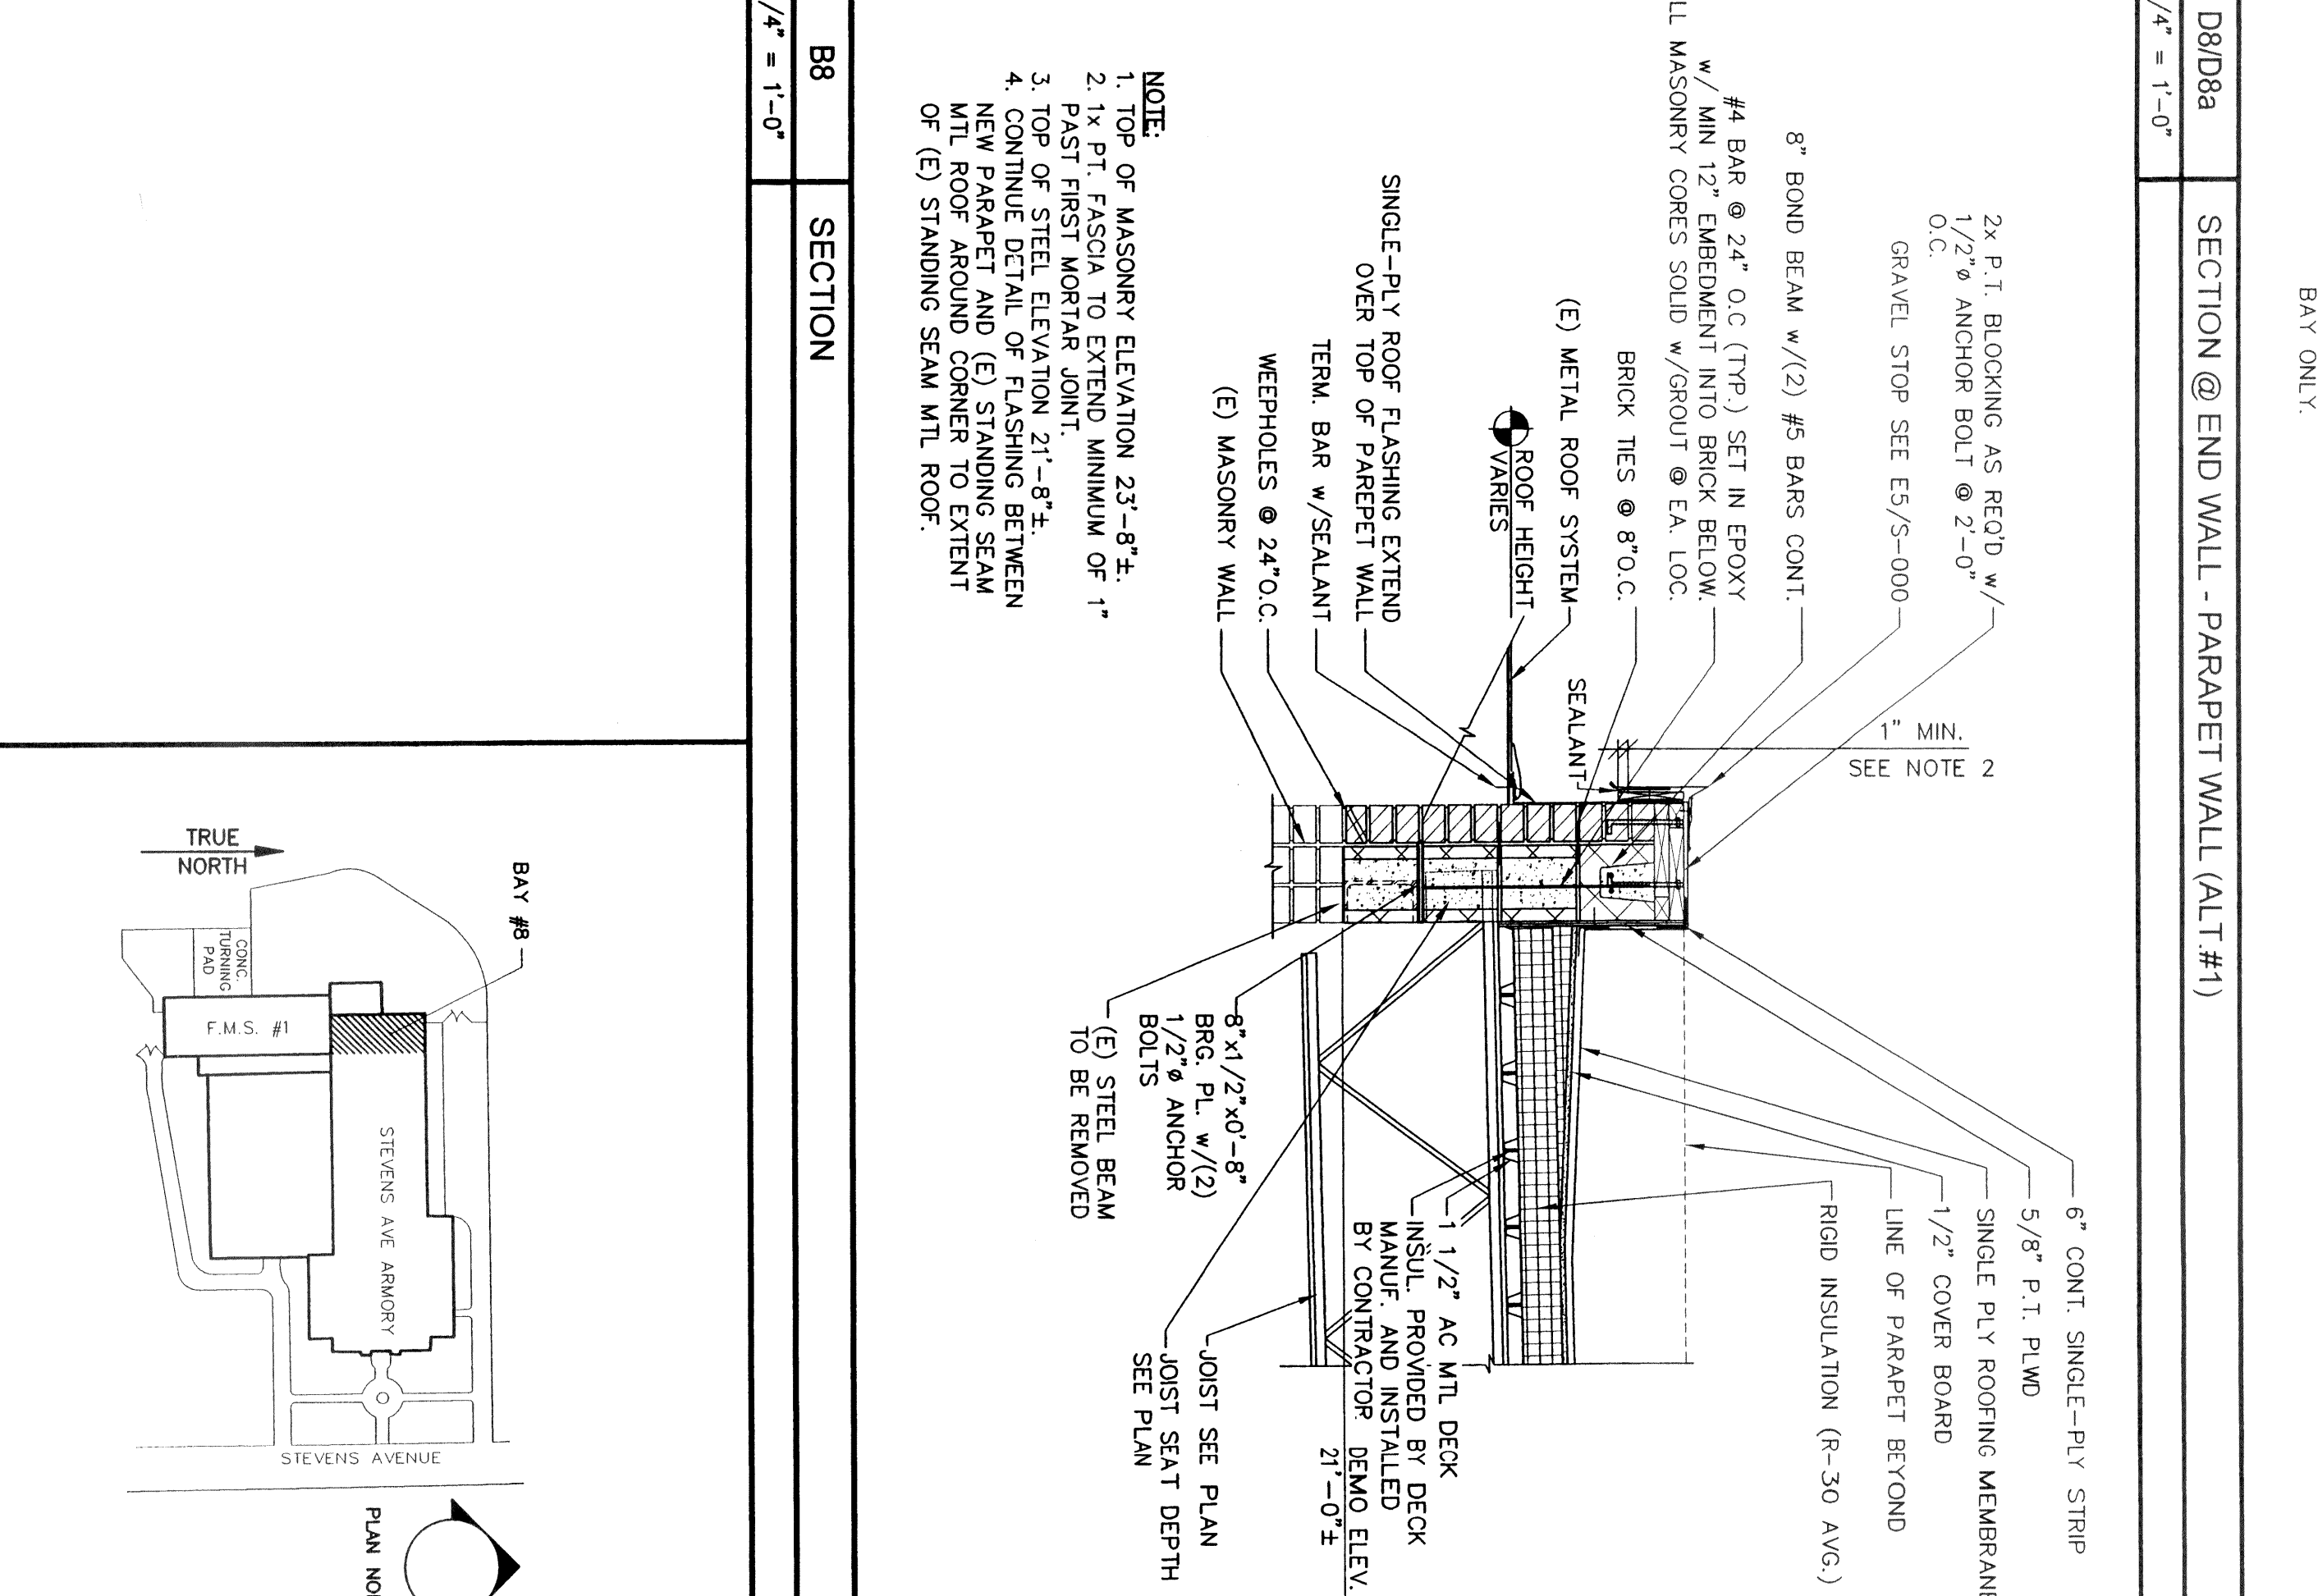 BAY ONLY.
D8/D8a
SECTION @ END WALL - PARAPET WALL (ALT.#1)
/4" = 1'-0"
2x P.T. BLOCKING AS REQ'D w/
1/2"ø ANCHOR BOLT @ 2'-0"
O.C.
GRAVEL STOP SEE E5/S-000
8" BOND BEAM w/(2) #5 BARS CONT.
#4 BAR @ 24" O.C (TYP.) SET IN EPOXY
w/ MIN 12" EMBEDMENT INTO BRICK BELOW.
LL MASONRY CORES SOLID w/GROUT @ EA. LOC.
BRICK TIES @ 8"O.C.
(E) METAL ROOF SYSTEM
ROOF HEIGHT
VARIES
SINGLE-PLY ROOF FLASHING EXTEND
OVER TOP OF PAREPET WALL
TERM. BAR w/SEALANT
WEEPHOLES @ 24"O.C.
(E) MASONRY WALL
SEALANT
1" MIN.
SEE NOTE 2
6" CONT. SINGLE-PLY STRIP
5/8" P.T. PLWD
SINGLE PLY ROOFING MEMBRANE
1/2" COVER BOARD
LINE OF PARAPET BEYOND
RIGID INSULATION (R-30 AVG.)
1 1/2" AC MTL DECK
INSUL. PROVIDED BY DECK
MANUF. AND INSTALLED
BY CONTRACTOR
DEMO ELEV.
21'-0"±
8"x1/2"x0'-8"
BRG. PL. w/(2)
1/2"ø ANCHOR
BOLTS
(E) STEEL BEAM
TO BE REMOVED
JOIST SEE PLAN
JOIST SEAT DEPTH
SEE PLAN
NOTE:
1. TOP OF MASONRY ELEVATION 23'-8"±.
2. 1x PT. FASCIA TO EXTEND MINIMUM OF 1"
PAST FIRST MORTAR JOINT.
3. TOP OF STEEL ELEVATION 21'-8"±.
4. CONTINUE DETAIL OF FLASHING BETWEEN
NEW PARAPET AND (E) STANDING SEAM
MTL ROOF AROUND CORNER TO EXTENT
OF (E) STANDING SEAM MTL ROOF.
B8
SECTION
/4" = 1'-0"
BAY #8
TRUE
NORTH
CONC.
TURNING
PAD
F.M.S. #1
STEVENS AVE ARMORY
STEVENS AVENUE
PLAN NO